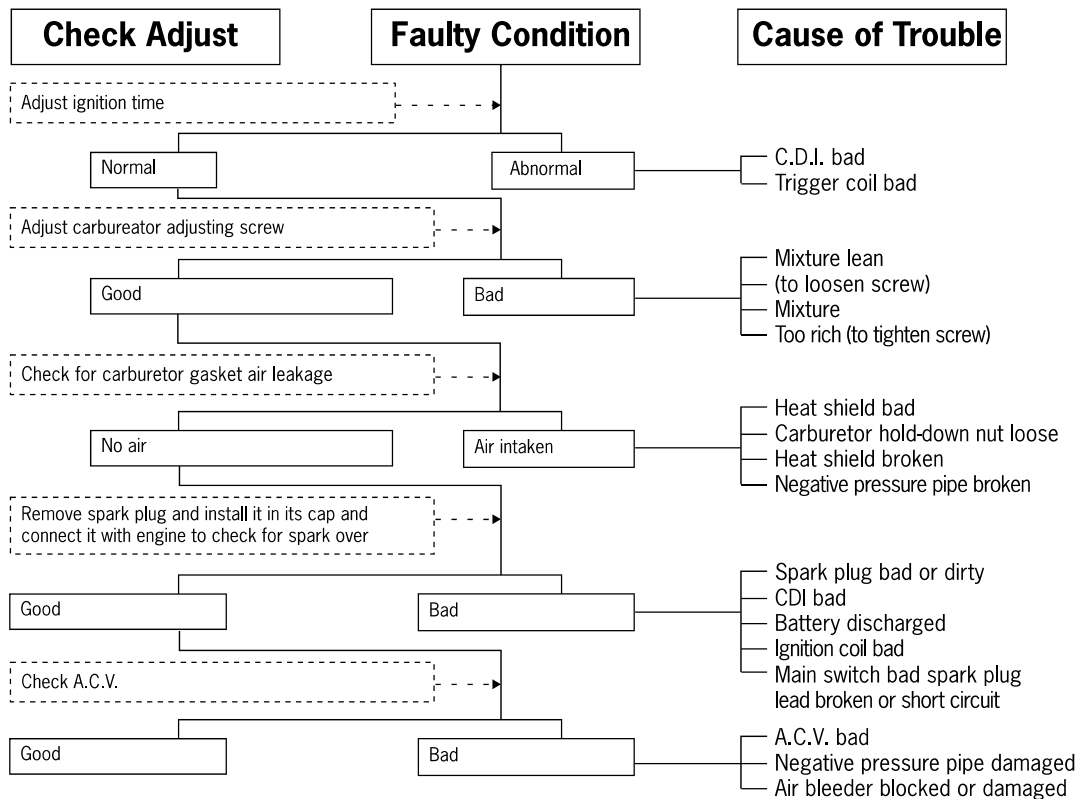 Check Adjust
Faulty Condition
Cause of Trouble
Adjust ignition time
Normal
Abnormal
C.D.I. bad
Trigger coil bad
Adjust carbureator adjusting screw
Good
Bad
Mixture lean
(to loosen screw)
Mixture
Too rich (to tighten screw)
Check for carburetor gasket air leakage
No air
Air intaken
Heat shield bad
Carburetor hold-down nut loose
Heat shield broken
Negative pressure pipe broken
Remove spark plug and install it in its cap and
connect it with engine to check for spark over
Good
Bad
Spark plug bad or dirty
CDI bad
Battery discharged
Ignition coil bad
Main switch bad spark plug
lead broken or short circuit
Check A.C.V.
Good
Bad
A.C.V. bad
Negative pressure pipe damaged
Air bleeder blocked or damaged